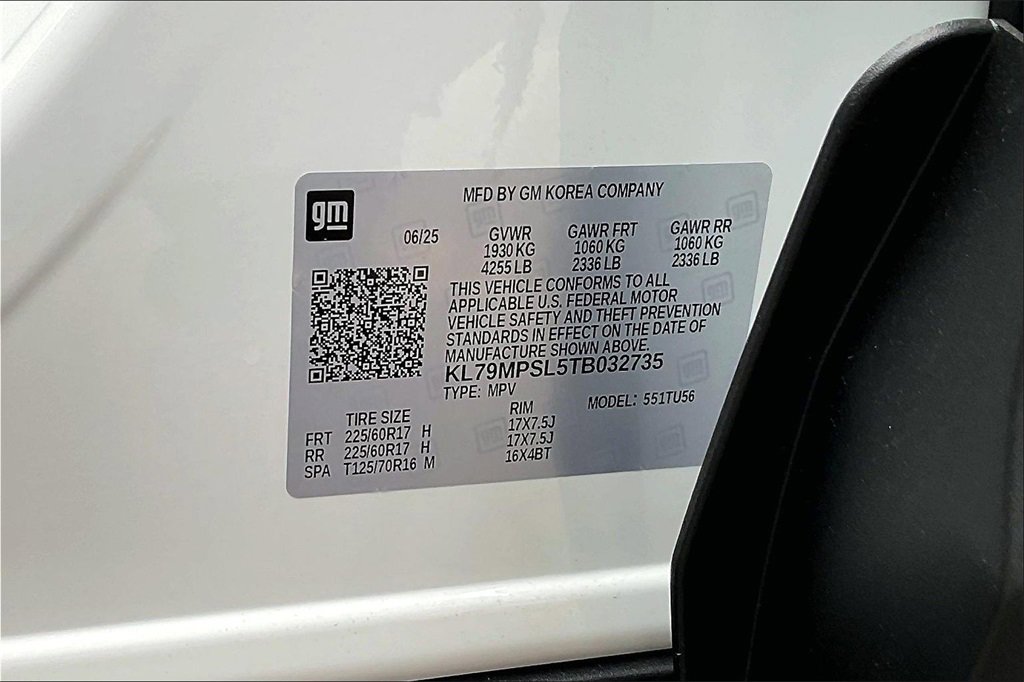 gm
MFD BY GM KOREA COMPANY
06/25 GVWR GAWR FRT GAWR RR
1930 KG 1060 KG 1060 KG
4255 LB 2336 LB 2336 LB
THIS VEHICLE CONFORMS TO ALL
APPLICABLE U.S. FEDERAL MOTOR
VEHICLE SAFETY AND THEFT PREVENTION
STANDARDS IN EFFECT ON THE DATE OF
MANUFACTURE SHOWN ABOVE.
KL79MPSL5TB032735
TYPE: MPV MODEL: 551TU56
TIRE SIZE RIM
FRT 225/60R17 H 17X7.5J
RR 225/60R17 H 17X7.5J
SPA T125/70R16 M 16X4BT